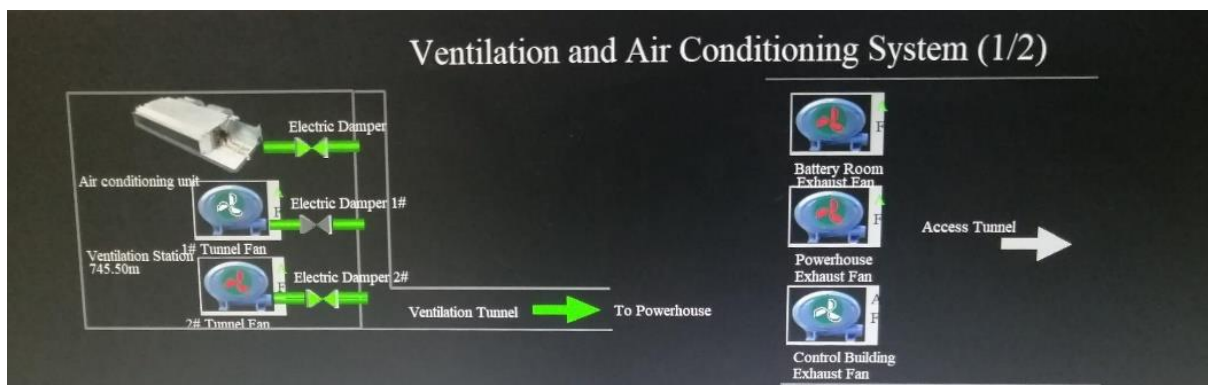 Ventilation and Air Conditioning System (1/2)
Electric Damper
Air conditioning unit
Electric Damper 1#
1# Tunnel Fan
Ventilation Station
745.50m
Electric Damper 2#
2# Tunnel Fan
Ventilation Tunnel
To Powerhouse
A
F
Battery Room
Exhaust Fan
A
F
Powerhouse
Exhaust Fan
Access Tunnel
A
F
Control Building
Exhaust Fan